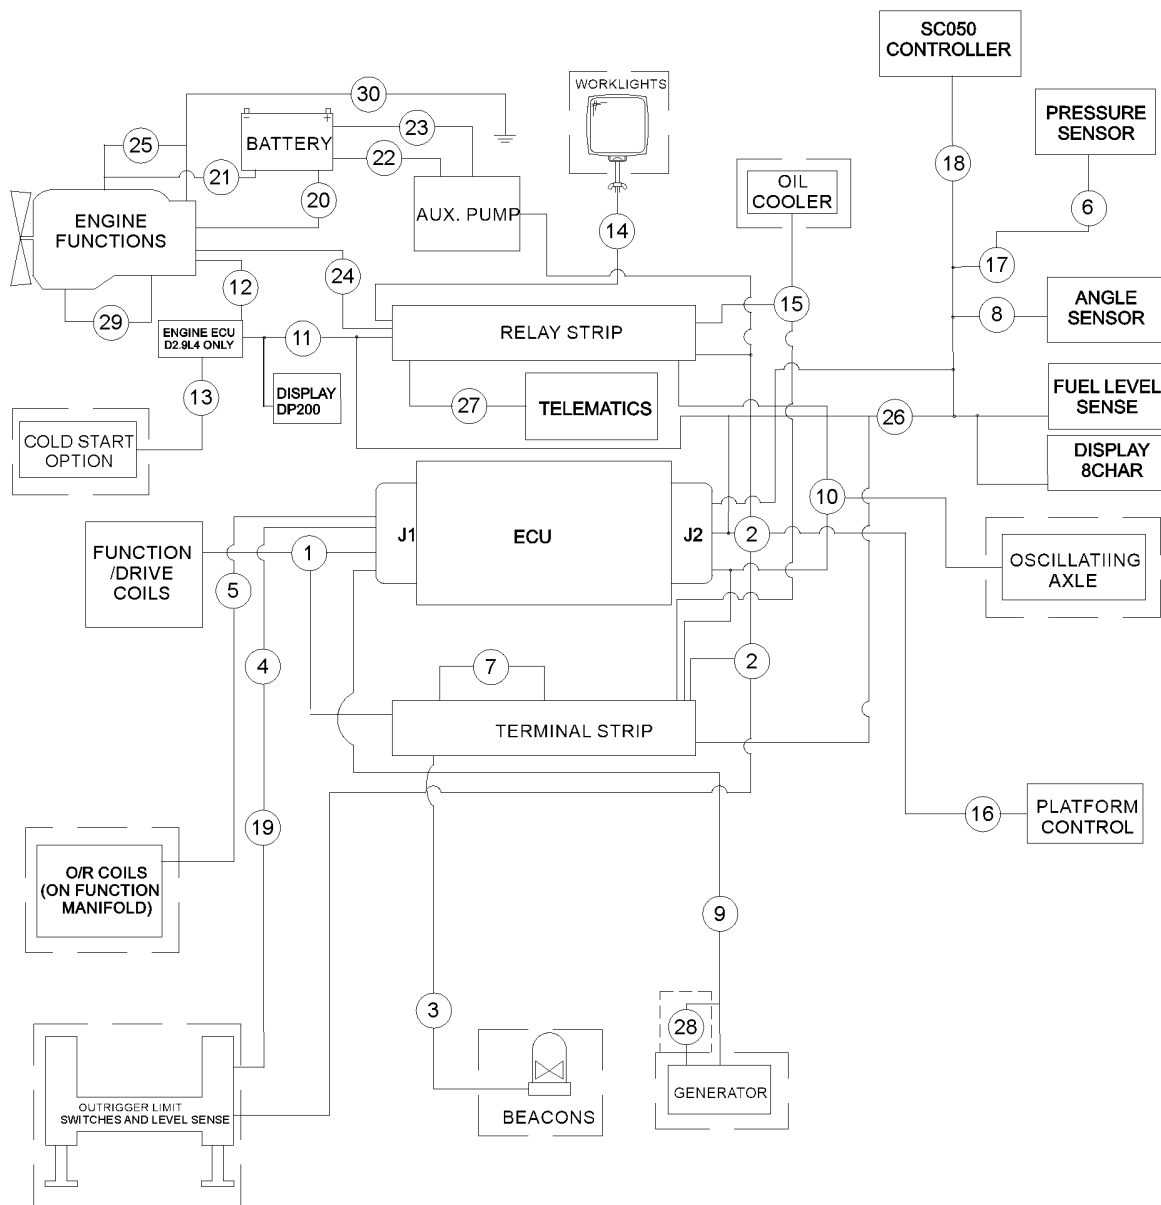 SC050
CONTROLLER
30
WORKLIGHTS
PRESSURE
SENSOR
- +
BATTERY
23
25
22
21
18
20
OIL
COOLER
AUX. PUMP
6
ENGINE
FUNCTIONS
14
17
24
12
15
8
ANGLE
SENSOR
29
ENGINE ECU
D2.9L4 ONLY
11
RELAY STRIP
13
DISPLAY
DP200
27
TELEMATICS
26
FUEL LEVEL
SENSE
COLD START
OPTION
DISPLAY
8CHAR
10
J1
ECU
J2
2
FUNCTION
/DRIVE
COILS
1
OSCILLATIING
AXLE
5
4
7
2
TERMINAL STRIP
19
16
PLATFORM
CONTROL
O/R COILS
(ON FUNCTION
MANIFOLD)
9
3
28
GENERATOR
BEACONS
OUTRIGGER LIMIT
SWITCHES AND LEVEL SENSE